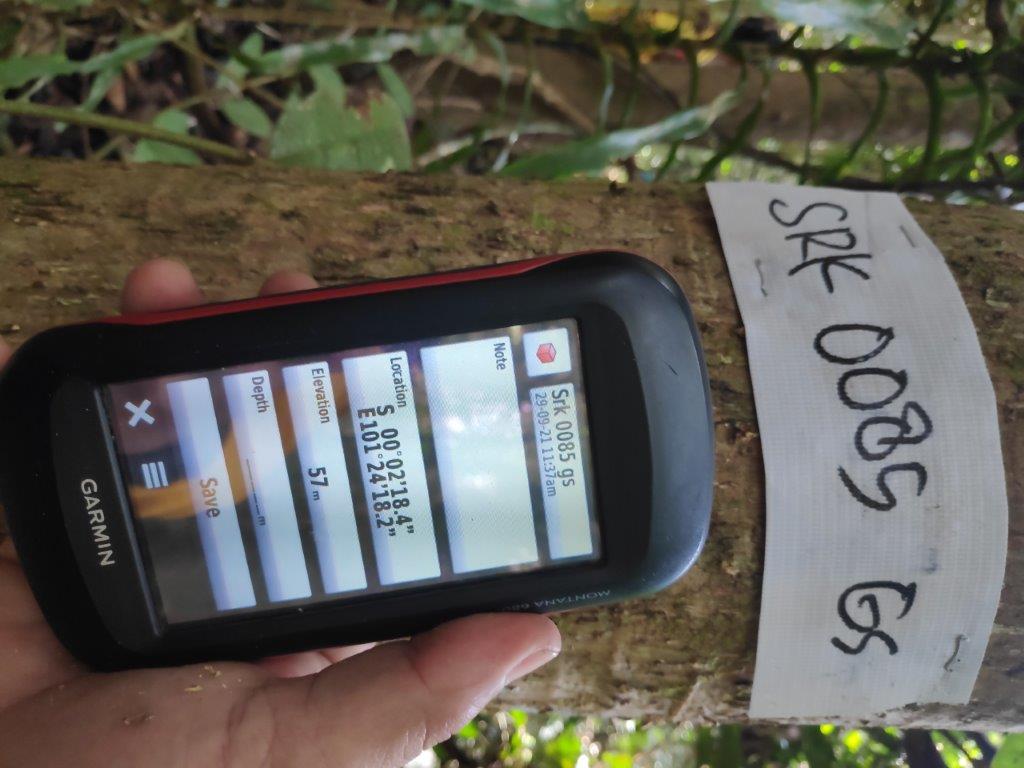 SRK 0085 GS
Srk 0085 gs
29-09-21 11:37am
Note
Location
S 00°02'18.4"
E101°24'18.2"
Elevation
57 m
Depth
_____m
Save
GARMIN
MONTANA 680